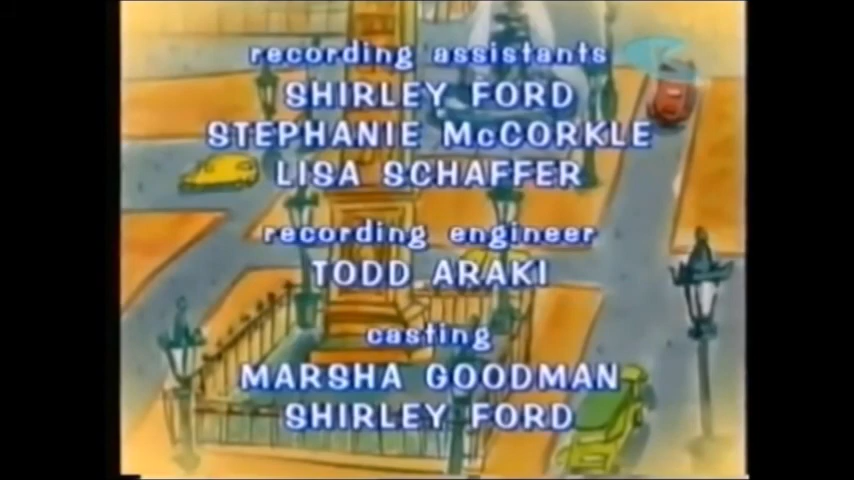 recording assistants
SHIRLEY FORD
STEPHANIE McCORKLE
LISA SCHAFFER
recording engineer
TODD ARAKI
casting
MARSHA GOODMAN
SHIRLEY FORD